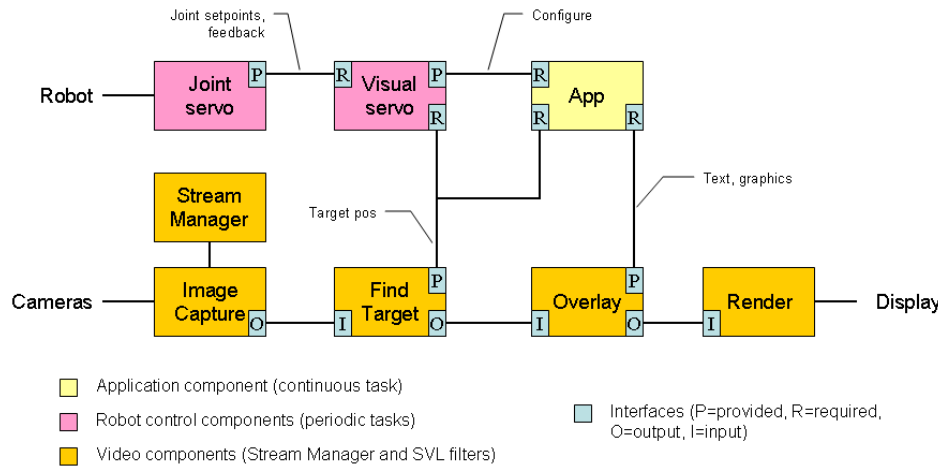 Joint setpoints,
feedback
Configure
Robot
Joint
servo
P
R
Visual
servo
P
R
R
App
R
R
Stream
Manager
Target pos
Text, graphics
Cameras
Image
Capture
O
I
Find
Target
P
O
I
Overlay
P
O
I
Render
Display
Application component (continuous task)
Robot control components (periodic tasks)
Video components (Stream Manager and SVL filters)
Interfaces (P=provided, R=required,
O=output, I=input)